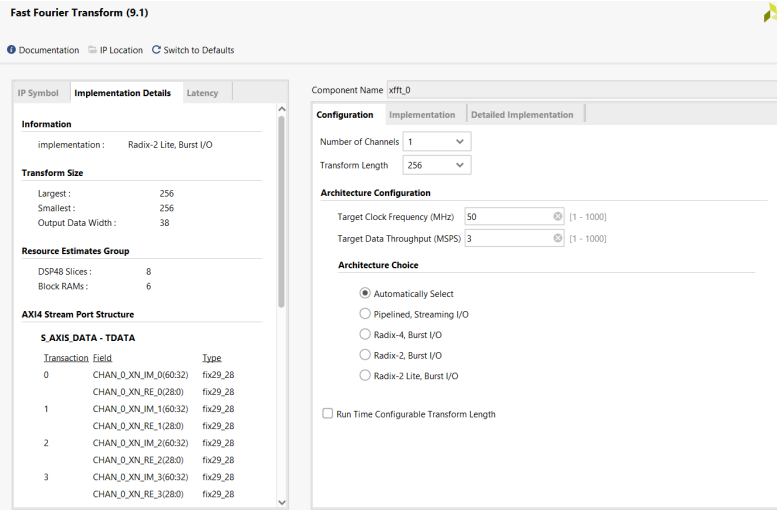 Fast Fourier Transform (9.1)
Documentation IP Location Switch to Defaults
IP Symbol Implementation Details Latency
Information
implementation : Radix-2 Lite, Burst I/O
Transform Size
Largest : 256
Smallest : 256
Output Data Width : 38
Resource Estimates Group
DSP48 Slices : 8
Block RAMs : 6
AXI4 Stream Port Structure
S_AXIS_DATA - TDATA
Transaction Field Type
0 CHAN_0_XN_IM_0(60:32) fix29_28
CHAN_0_XN_RE_0(28:0) fix29_28
1 CHAN_0_XN_IM_1(60:32) fix29_28
CHAN_0_XN_RE_1(28:0) fix29_28
2 CHAN_0_XN_IM_2(60:32) fix29_28
CHAN_0_XN_RE_2(28:0) fix29_28
3 CHAN_0_XN_IM_3(60:32) fix29_28
CHAN_0_XN_RE_3(28:0) fix29_28
Component Name xfft_0
Configuration Implementation Detailed Implementation
Number of Channels 1
Transform Length 256
Architecture Configuration
Target Clock Frequency (MHz) 50 [1 - 1000]
Target Data Throughput (MSPS) 3 [1 - 1000]
Architecture Choice
Automatically Select
Pipelined, Streaming I/O
Radix-4, Burst I/O
Radix-2, Burst I/O
Radix-2 Lite, Burst I/O
Run Time Configurable Transform Length